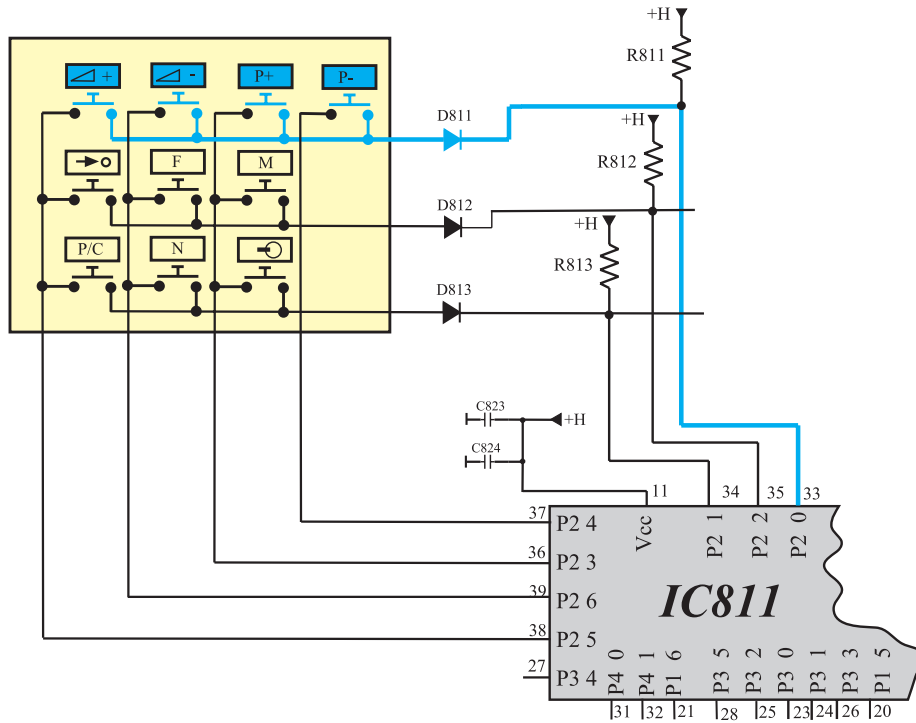 +H
R811
+ - P+ P-
D811
+H
R812
F M
D812
+H
R813
P/C N
D813
C823
+H
C824
11 34 35 33
37 P2 4 Vcc P2 1 P2 2 P2 0
36 P2 3
39 P2 6
IC811
38 P2 5
27 P3 4 P4 0 P4 1 P1 6 P3 5 P3 2 P3 0 P3 1 P3 3 P1 5
31 32 21 28 25 23 24 26 20